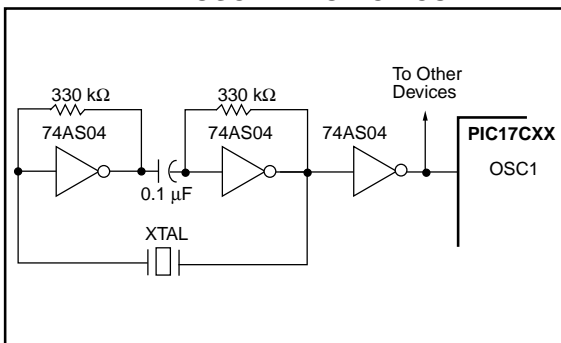 330 kΩ
330 kΩ
To Other
Devices
74AS04
74AS04
74AS04
PIC17CXX
OSC1
0.1 µF
XTAL